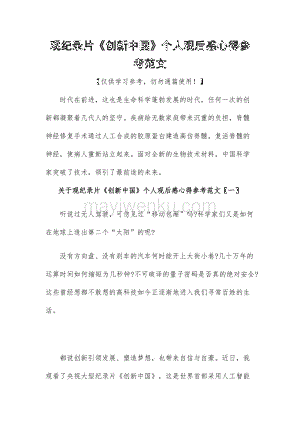 观纪录片《创新中国》个人观后感心得参
考范文
【仅供学习参考，切勿通篇使用！】
时代在前进，这也是生命科学蓬勃发展的时代。任何一次的创
新都凝聚着几代人的坚守。疾病给无数家庭带来沉重的负担，脊髓
神经修复手术通过人工合成的胶原蛋白建造高仿脊髓，复活脊髓的
神经，使病人重新站立起来。面对全新的生物技术材料，中国科学
家突破了技术，领引了最前道的未来。
关于观纪录片《创新中国》个人观后感心得参考范文【一】
听说过无人驾驶，可曾见过“移动包厢”吗?科学家们又是如何
在地球上造出第二个“太阳”的呢?
没有方向盘、没有刹车的汽车何时能开上大街小巷?几十万年的
运算时间如何缩短为几秒钟?不可破译的量子密码是否真的绝对安全?
这些曾经想都不敢想的高科技如今正逐渐地进入我们寻常百姓的生
活。
都说创新引领发展、塑造梦想，也带来自信与自豪。近日，我
观看了央视大型纪录片《创新中国》。这是世界首部采用人工智能
mayiwenku.com